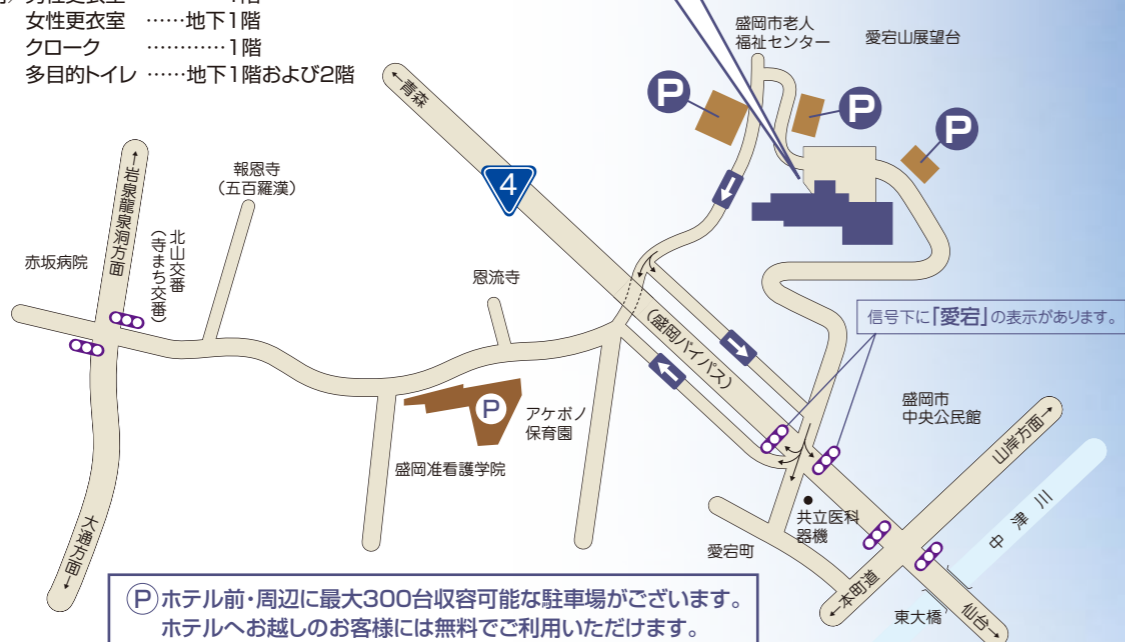 女性更衣室 ……地下1階
クローク …………1階
多目的トイレ ……地下1階および2階
盛岡市老人
福祉センター
愛宕山展望台
P
P
P
←青森
4
報恩寺
(五百羅漢)
←岩泉龍泉洞方面
北山交番
(寺まち交番)
赤坂病院
恩流寺
(盛岡バイパス)
信号下に「愛宕」の表示があります。
盛岡市
中央公民館
山岸方面→
P
アケボノ
保育園
盛岡准看護学院
中津川
共立医科
器機
愛宕町
大通方面→
←本町通
東大橋
仙台→
Pホテル前・周辺に最大300台収容可能な駐車場がございます。
ホテルへお越しのお客様には無料でご利用いただけます。